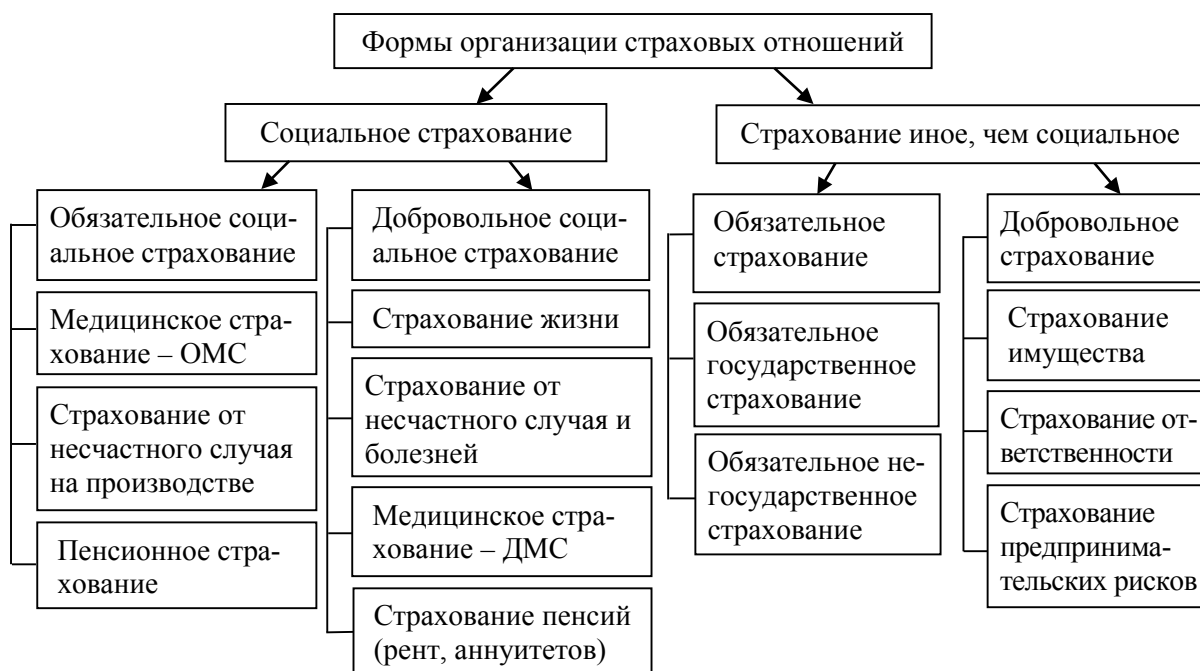 Формы организации страховых отношений
Социальное страхование
Страхование иное, чем социальное
Обязательное соци-
альное страхование
Медицинское стра-
хование – ОМС
Страхование от
несчастного случая
на производстве
Пенсионное стра-
хование
Добровольное соци-
альное страхование
Страхование жизни
Страхование от
несчастного случая и
болезней
Медицинское стра-
хование – ДМС
Страхование пенсий
(рент, аннуитетов)
Обязательное
страхование
Обязательное
государственное
страхование
Обязательное не-
государственное
страхование
Добровольное
страхование
Страхование
имущества
Страхование от-
ветственности
Страхование
предпринима-
тельских рисков